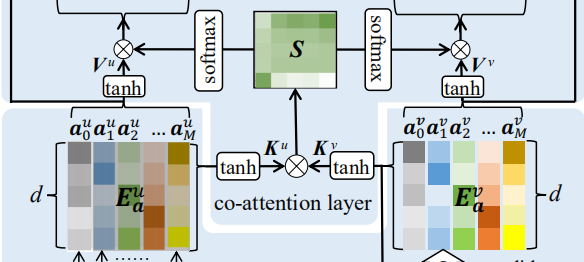 softmax
S
softmax
V^u
V^v
tanh
tanh
a_0^u a_1^u a_2^u ... a_M^u
a_0^v a_1^v a_2^v ... a_M^v
K^u
K^v
tanh
tanh
d
E_a^u
E_a^v
d
co-attention layer
......